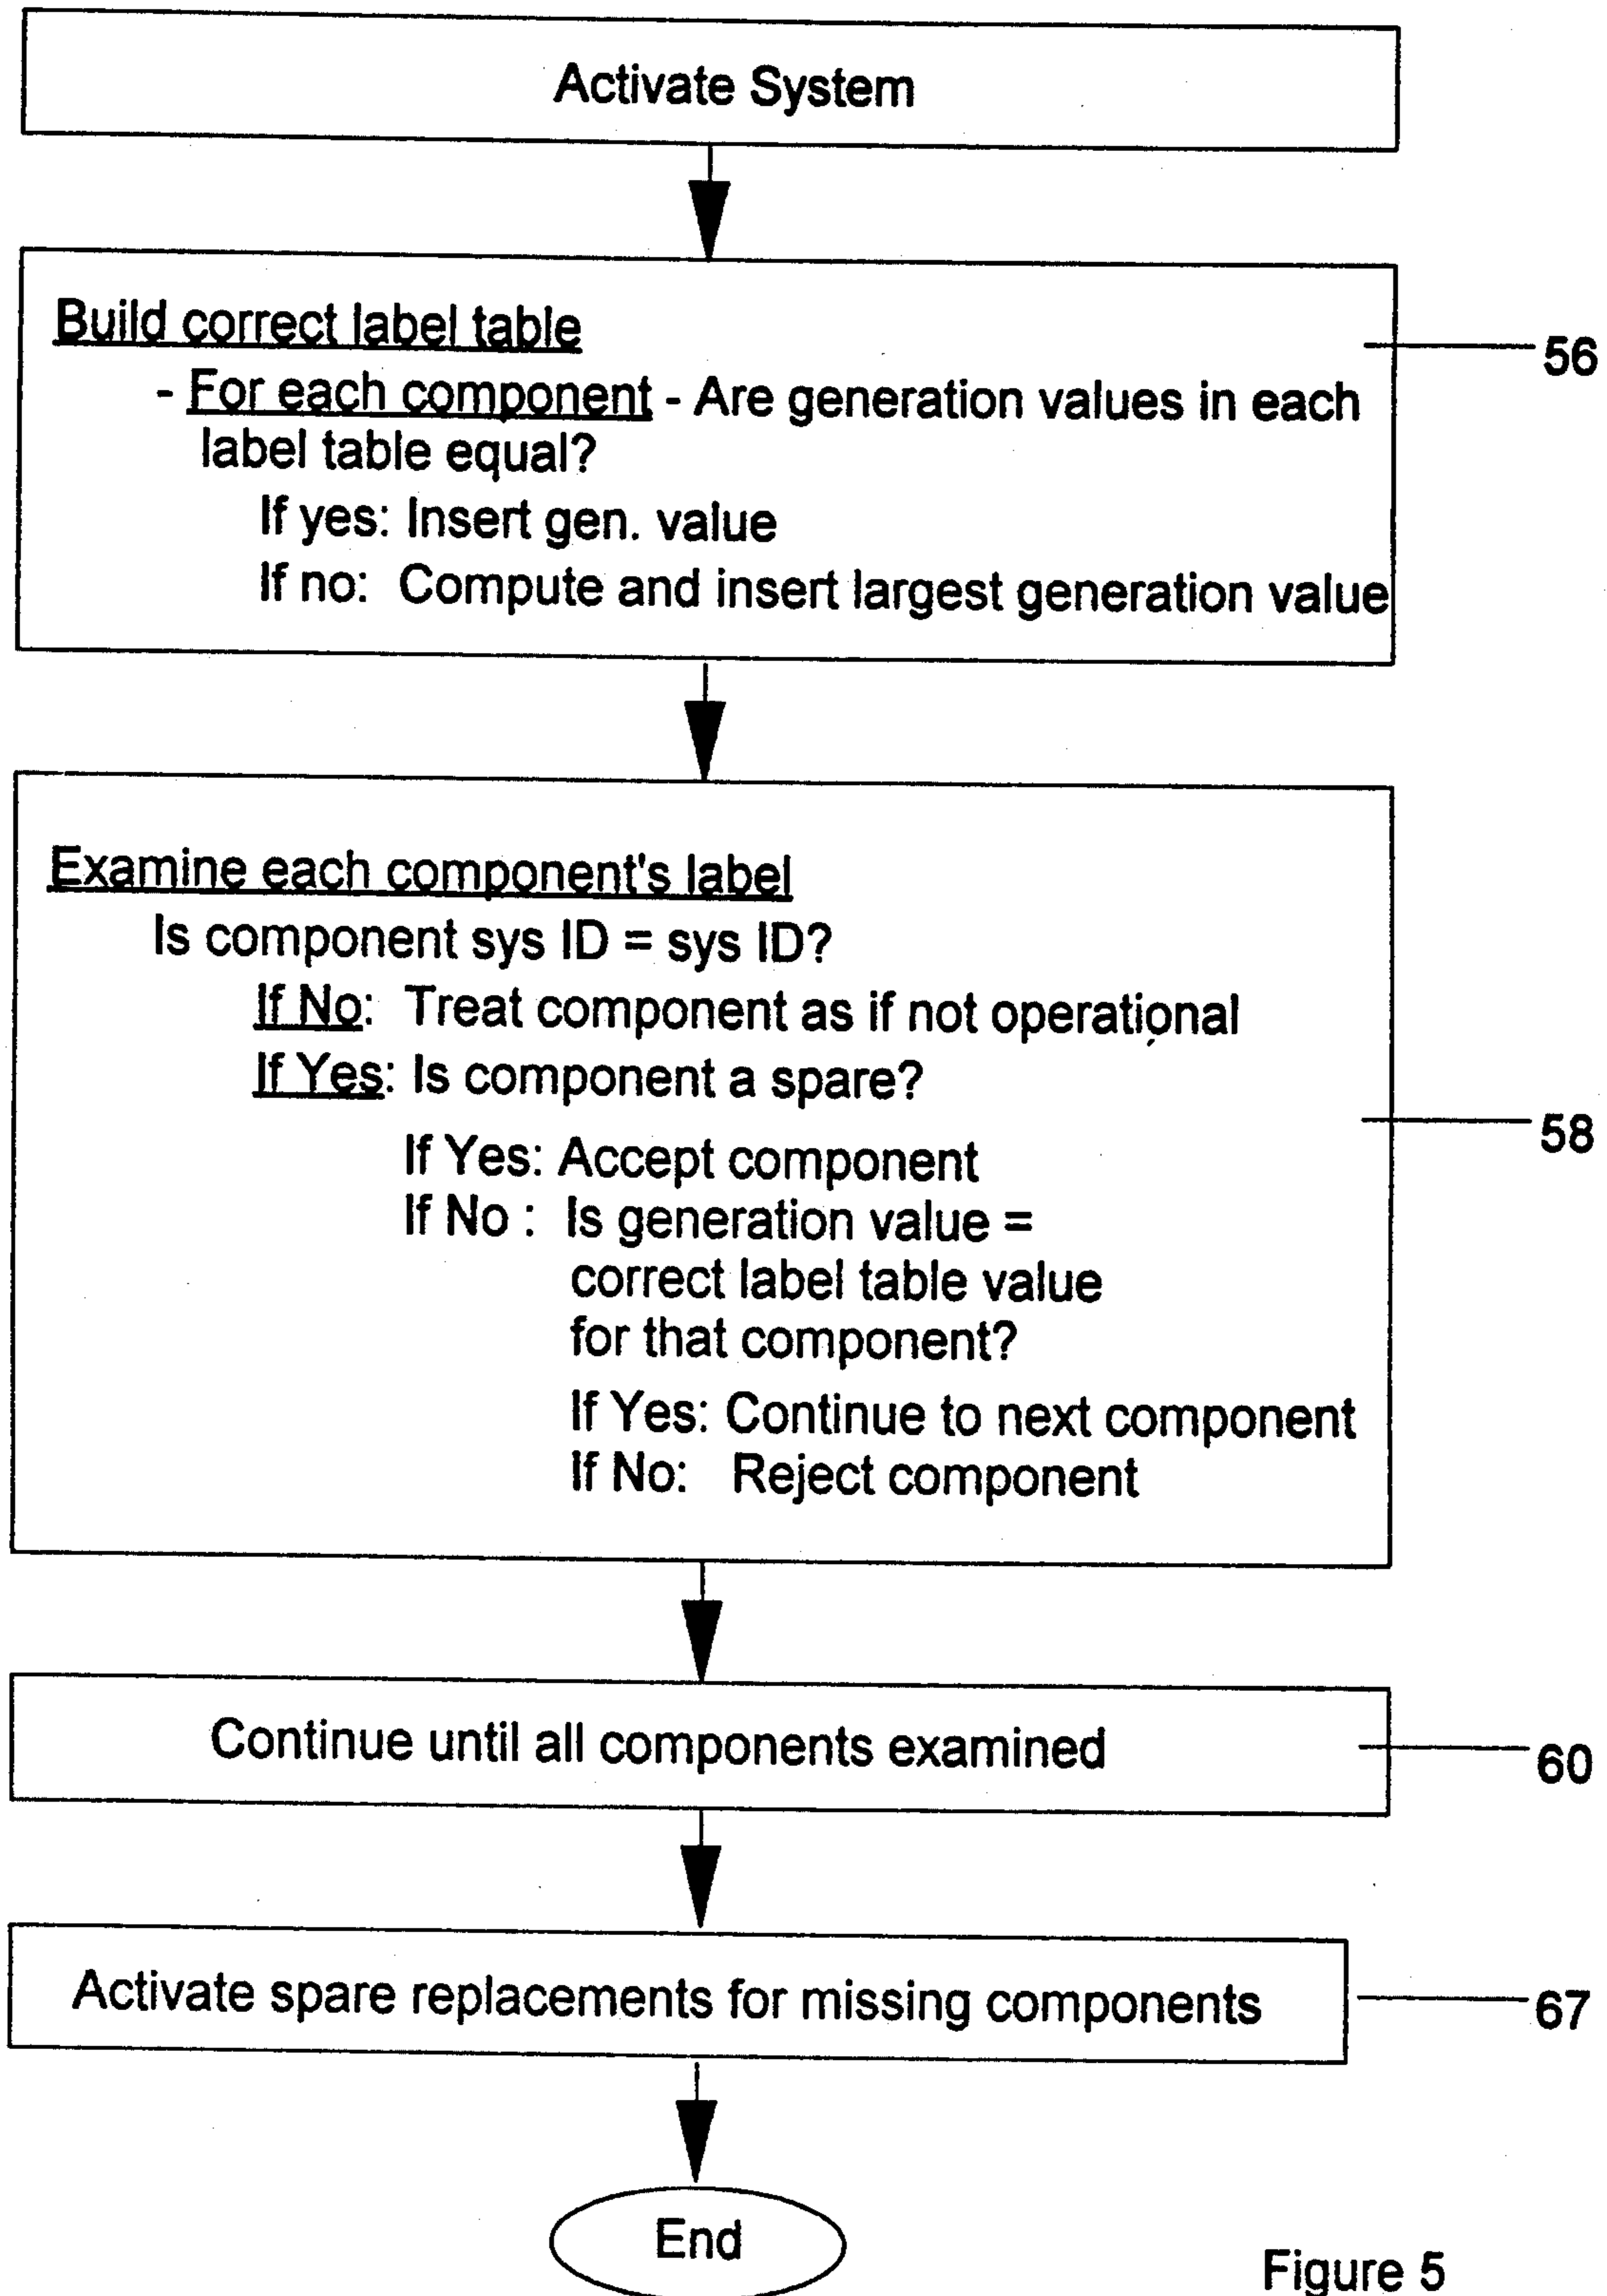 Activate System
Build correct label table
56
- For each component - Are generation values in each
label table equal?
If yes: Insert gen. value
If no: Compute and insert largest generation value
Examine each component's label
Is component sys ID = sys ID?
If No: Treat component as if not operational
If Yes: Is component a spare?
58
If Yes: Accept component
If No : Is generation value =
correct label table value
for that component?
If Yes: Continue to next component
If No: Reject component
Continue until all components examined
60
Activate spare replacements for missing components
67
End
Figure 5